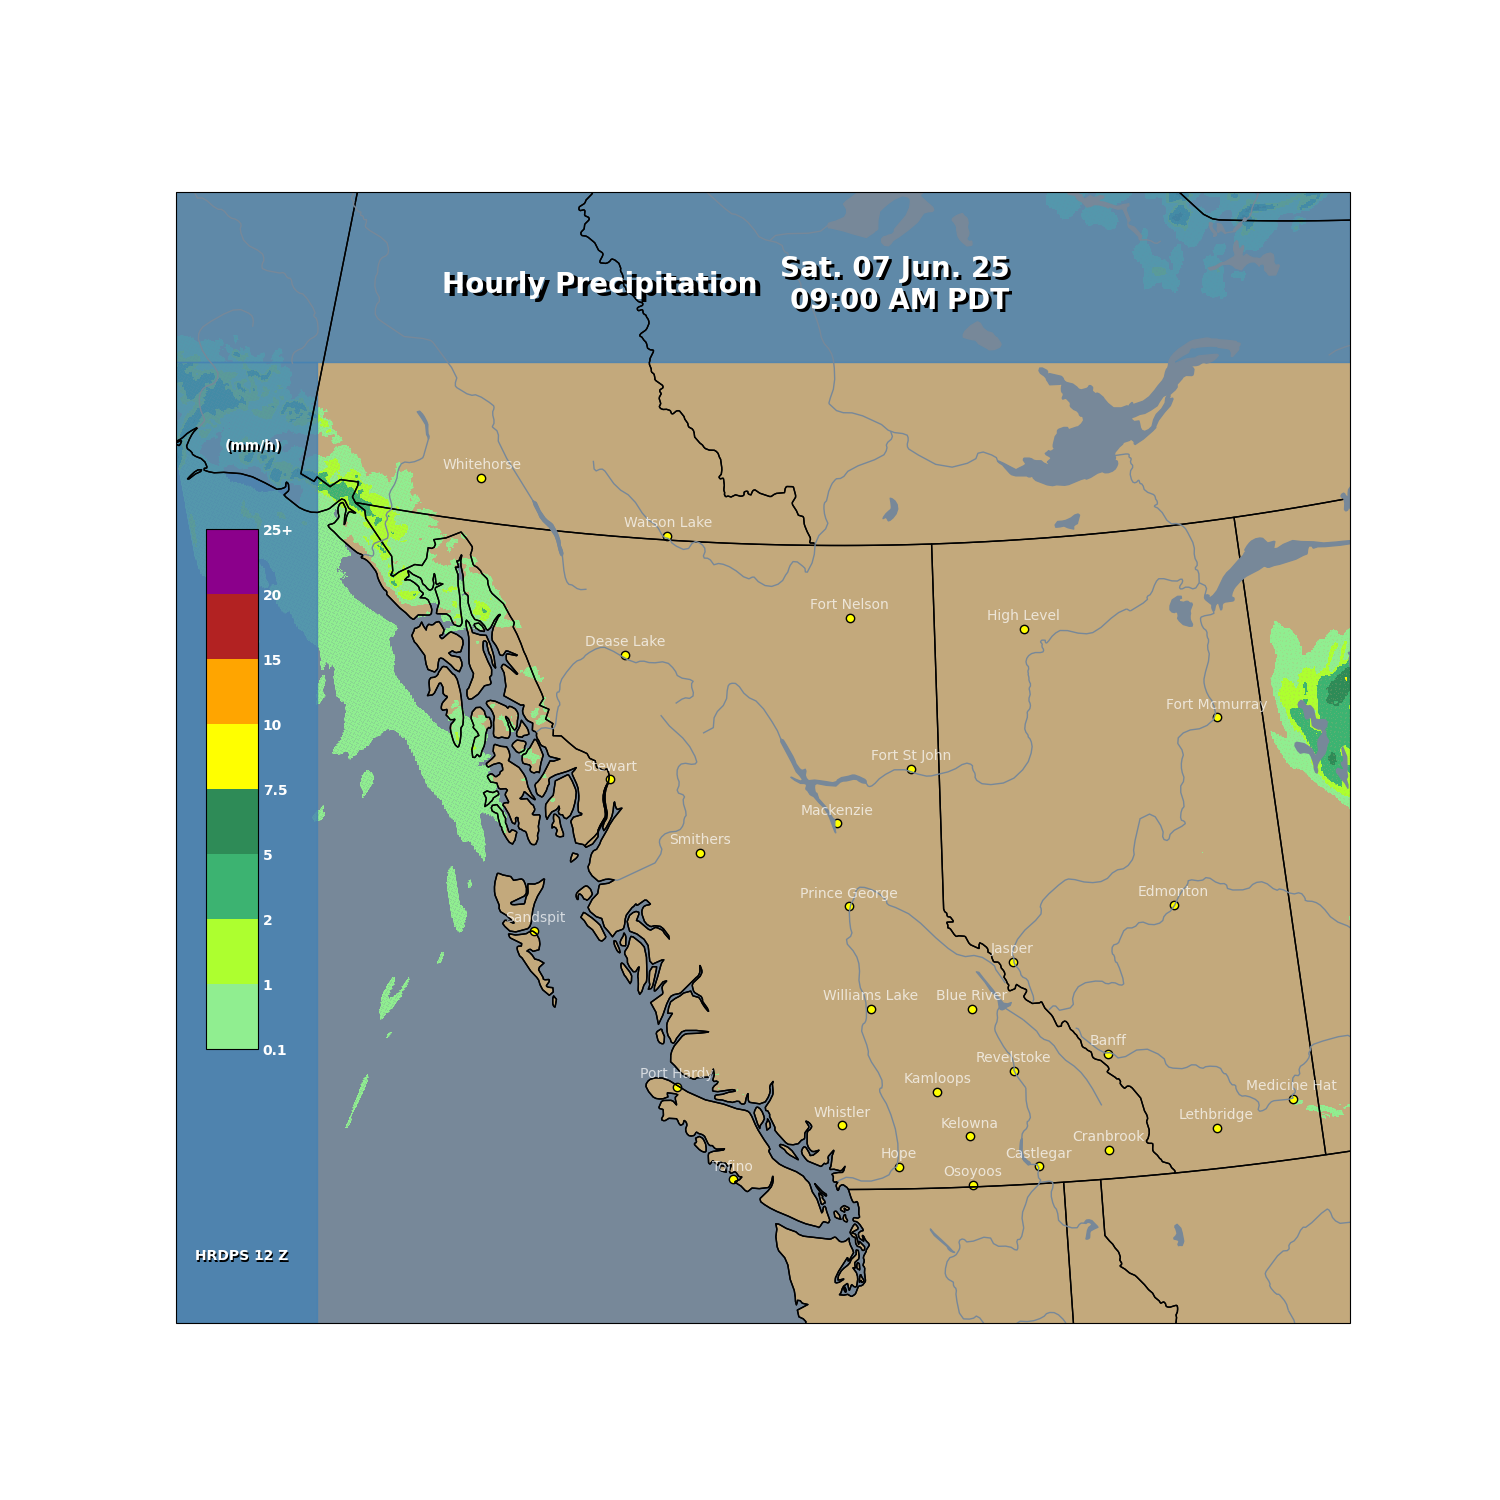 Hourly Precipitation
Sat. 07 Jun. 25
09:00 AM PDT
(mm/h)
25+
20
15
10
7.5
5
2
1
0.1
HRDPS 12 Z
Whitehorse
Watson Lake
Fort Nelson
High Level
Dease Lake
Fort Mcmurray
Fort St John
Stewart
Mackenzie
Smithers
Prince George
Edmonton
Sandspit
Jasper
Williams Lake
Blue River
Banff
Revelstoke
Port Hardy
Kamloops
Medicine Hat
Whistler
Lethbridge
Kelowna
Cranbrook
Hope
Castlegar
Tofino
Osoyoos